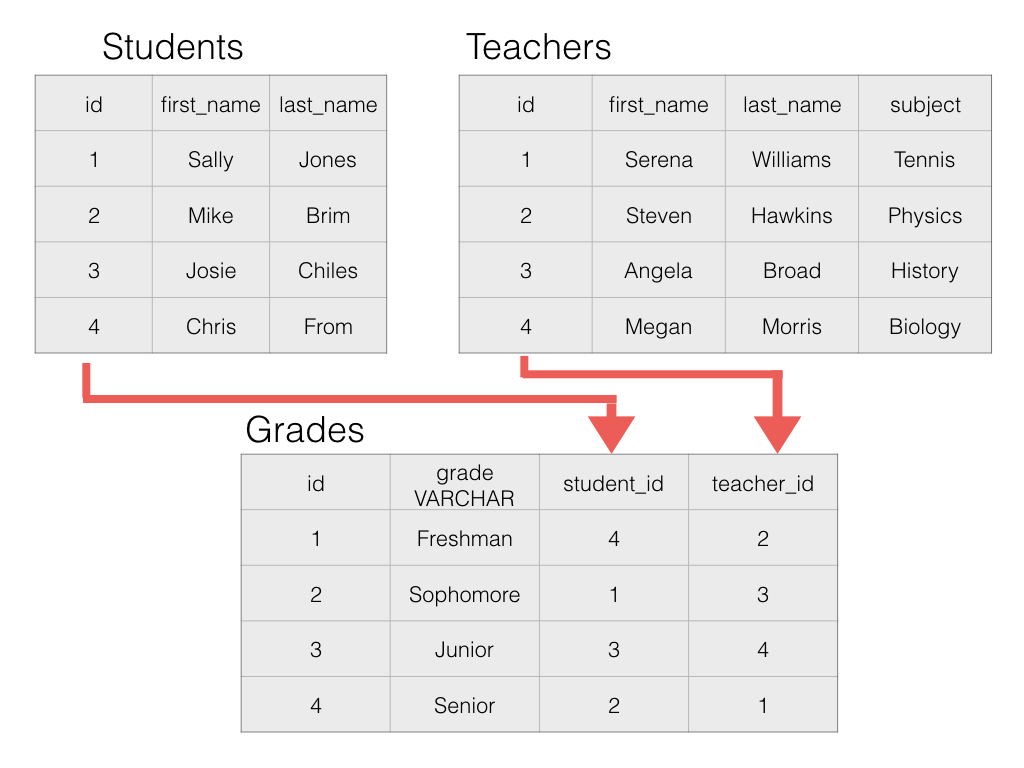 Students
id first_name last_name
1 Sally Jones
2 Mike Brim
3 Josie Chiles
4 Chris From
Teachers
id first_name last_name subject
1 Serena Williams Tennis
2 Steven Hawkins Physics
3 Angela Broad History
4 Megan Morris Biology
Grades
id grade VARCHAR student_id teacher_id
1 Freshman 4 2
2 Sophomore 1 3
3 Junior 3 4
4 Senior 2 1